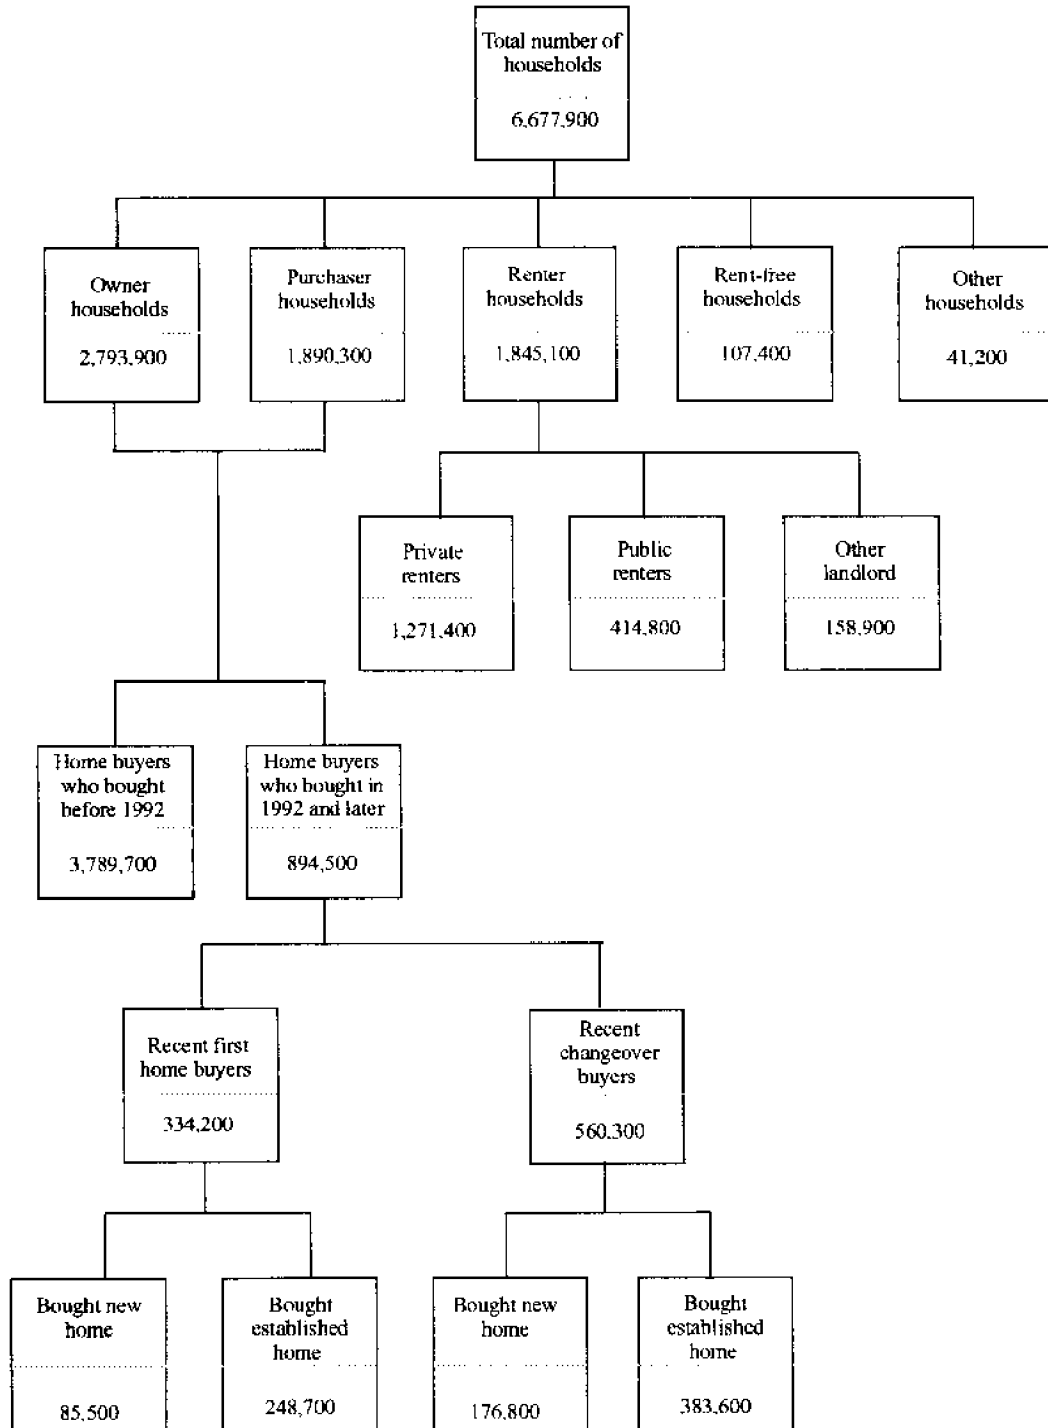 Total number of
households
6,677,900
Owner
households
2,793,900
Purchaser
households
1,890,300
Renter
households
1,845,100
Rent-free
households
107,400
Other
households
41,200
Private
renters
1,271,400
Public
renters
414,800
Other
landlord
158,900
Home buyers
who bought
before 1992
3,789,700
Home buyers
who bought in
1992 and later
894,500
Recent first
home buyers
334,200
Recent
changeover
buyers
560,300
Bought new
home
85,500
Bought
established
home
248,700
Bought new
home
176,800
Bought
established
home
383,600